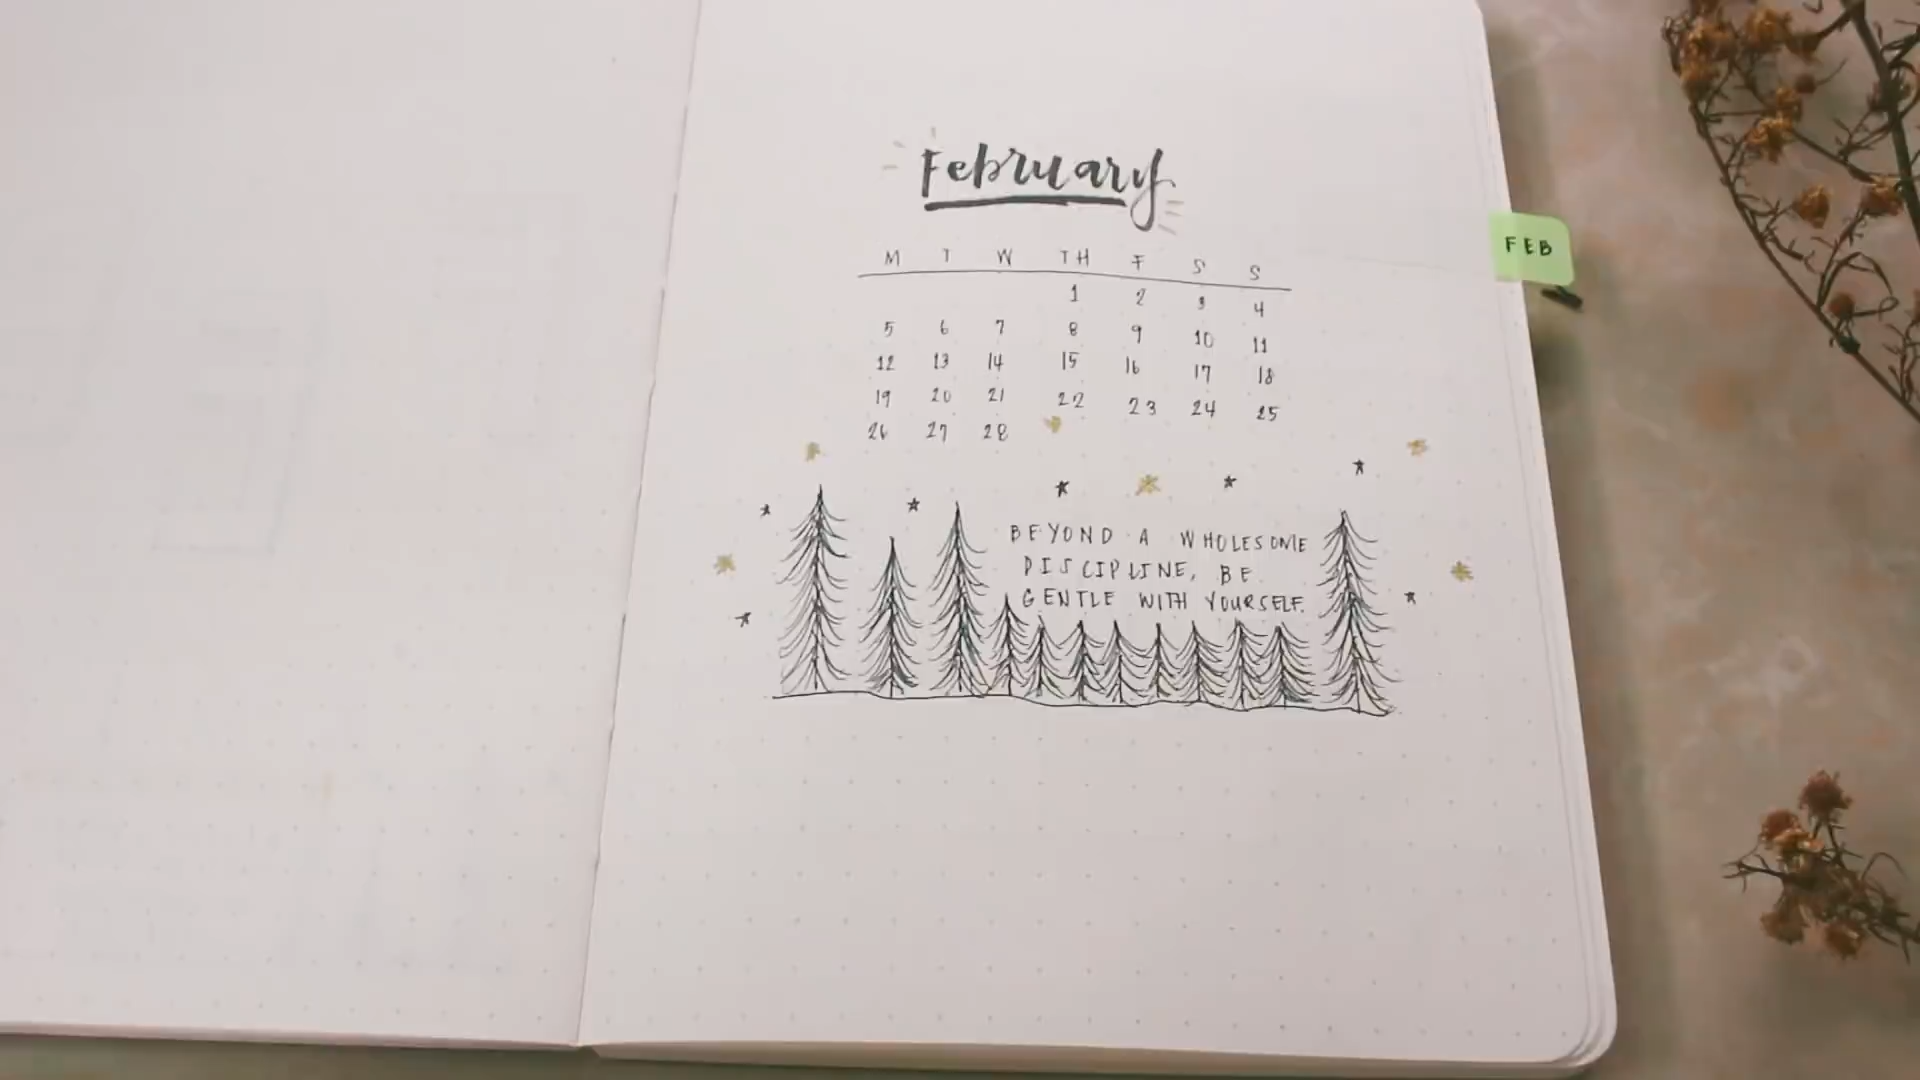 February
M T W TH F S S
1 2 3 4
5 6 7 8 9 10 11
12 13 14 15 16 17 18
19 20 21 22 23 24 25
26 27 28
BEYOND A WHOLESOME
DISCIPLINE, BE
GENTLE WITH YOURSELF.
FEB